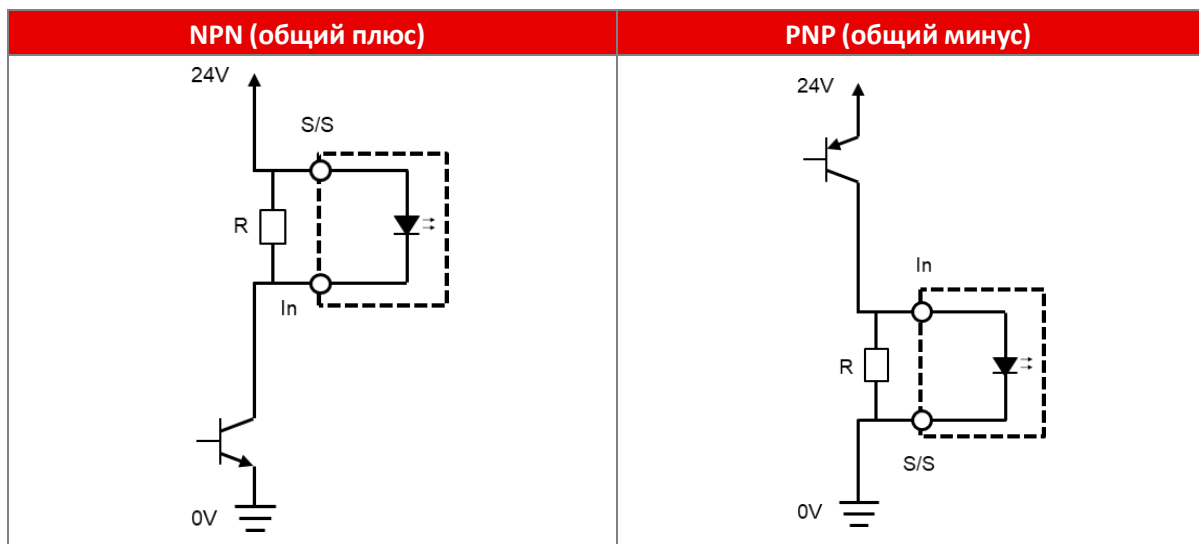 NPN (общий плюс)
PNP (общий минус)
24V
S/S
R
In
0V
24V
In
R
S/S
0V